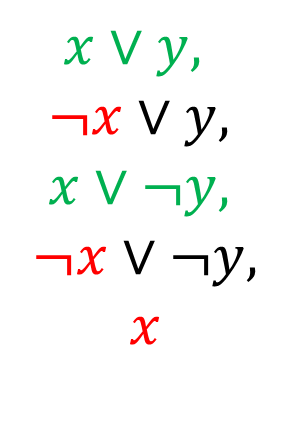 x ∨ y,
¬x ∨ y,
x ∨ ¬y,
¬x ∨ ¬y,
x